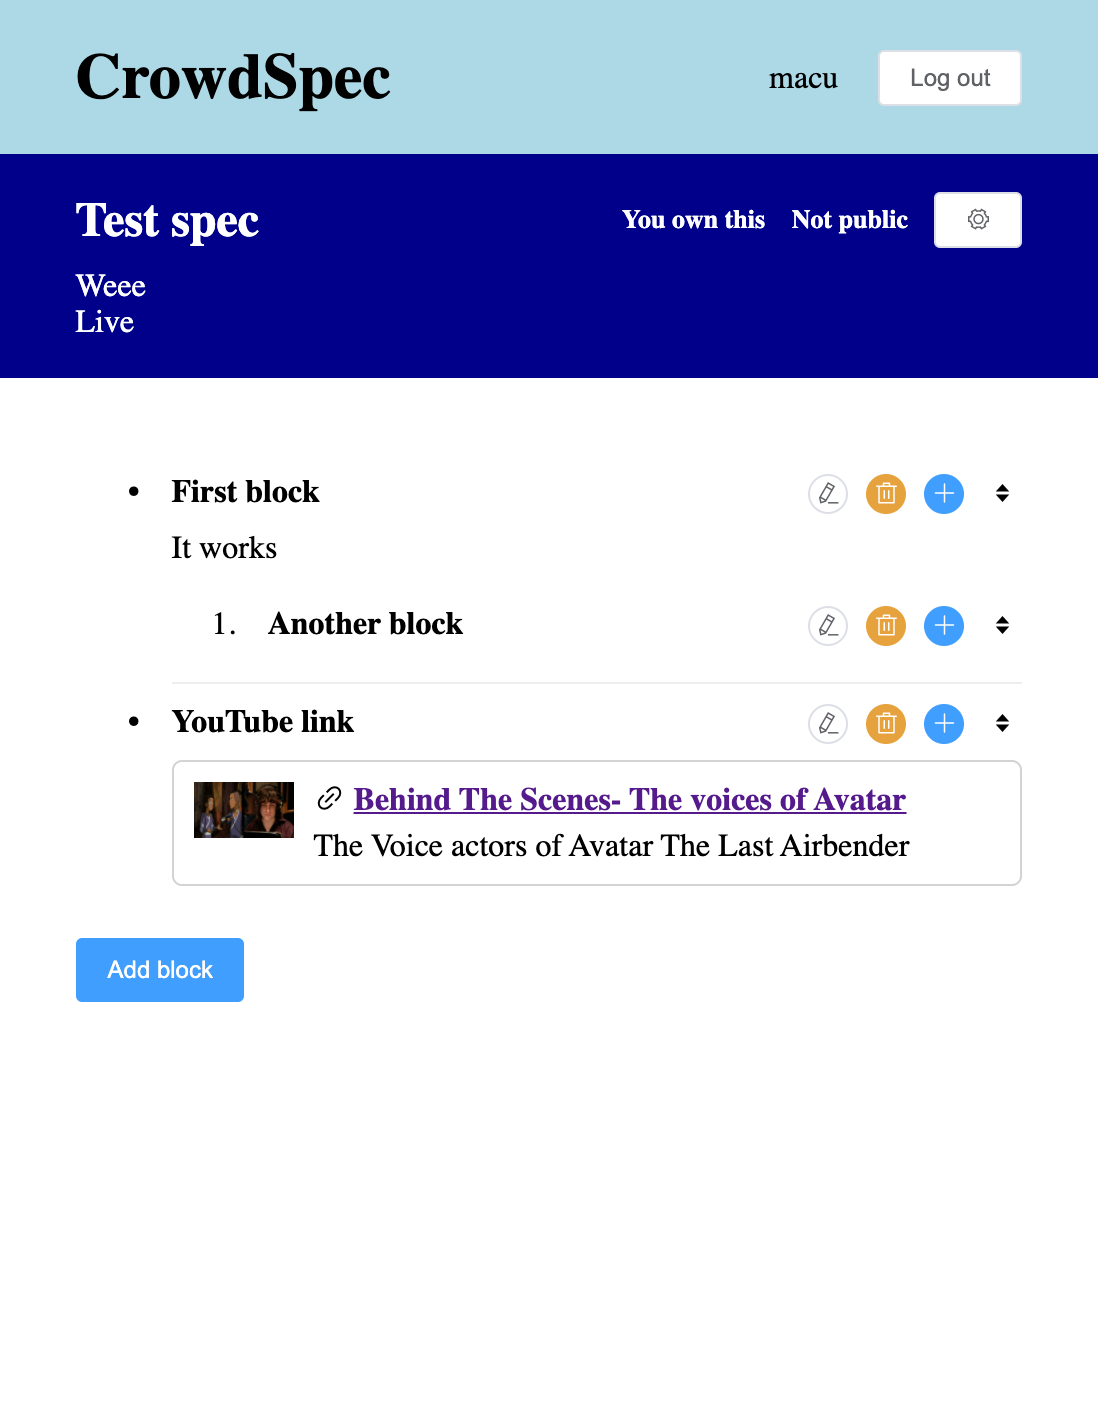 CrowdSpec
macu
Log out
Test spec
You own this
Not public
Weee
Live
• First block
It works
1. Another block
• YouTube link
Behind The Scenes- The voices of Avatar
The Voice actors of Avatar The Last Airbender
Add block